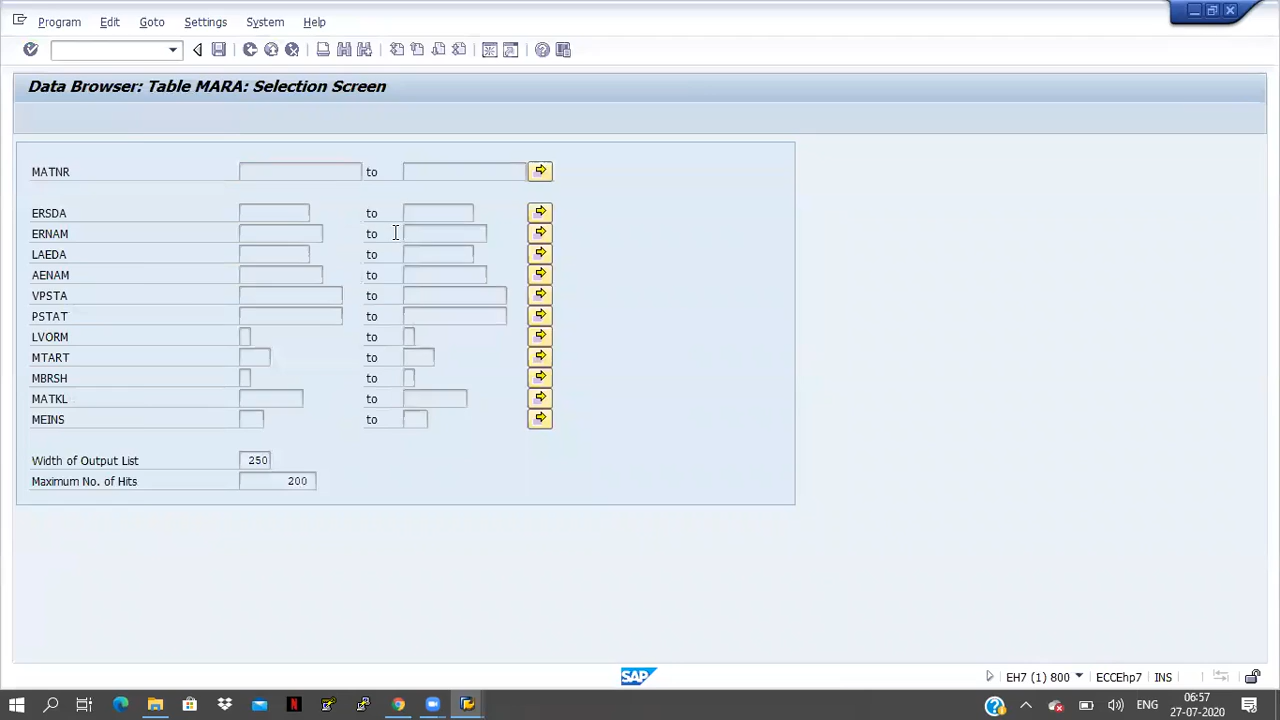 Program Edit Goto Settings System Help
Data Browser: Table MARA: Selection Screen
MATNR to
ERSDA to
ERNAM to
LAEDA to
AENAM to
VPSTA to
PSTAT to
LVORM to
MTART to
MBRSH to
MATKL to
MEINS to
Width of Output List 250
Maximum No. of Hits 200
SAP
EH7 (1) 800 ECCEhp7 INS
ENG 06:57
27-07-2020